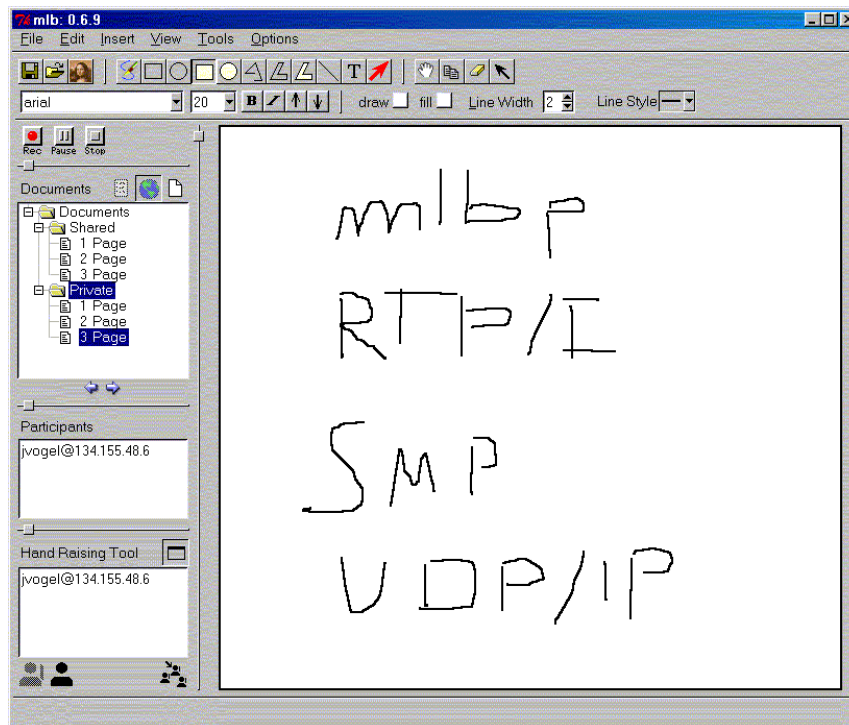 mlb: 0.6.9
File Edit Insert View Tools Options
T
arial 20 B I draw fill Line Width 2 Line Style
Rec Pause Stop
Documents
Documents
Shared
1 Page
2 Page
3 Page
Private
1 Page
2 Page
3 Page
Participants
jvogel@134.155.48.6
Hand Raising Tool
jvogel@134.155.48.6
mlb p
RTP/I
SMP
UDP/IP